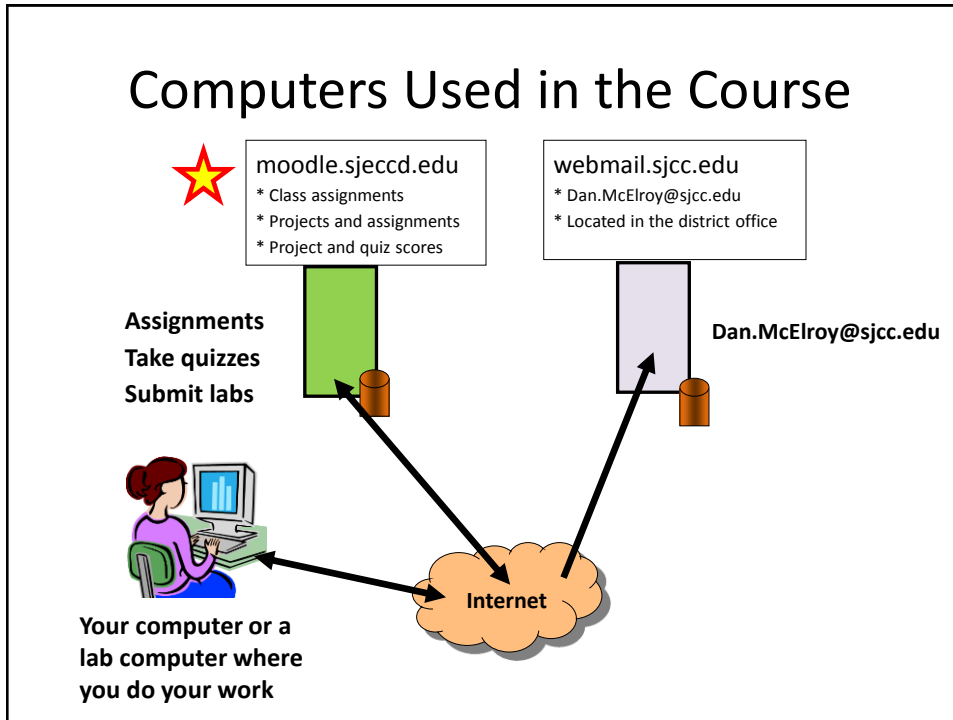 Computers Used in the Course
moodle.sjeccd.edu
* Class assignments
* Projects and assignments
* Project and quiz scores
webmail.sjcc.edu
* Dan.McElroy@sjcc.edu
* Located in the district office
Assignments
Take quizzes
Submit labs
Dan.McElroy@sjcc.edu
Internet
Your computer or a
lab computer where
you do your work